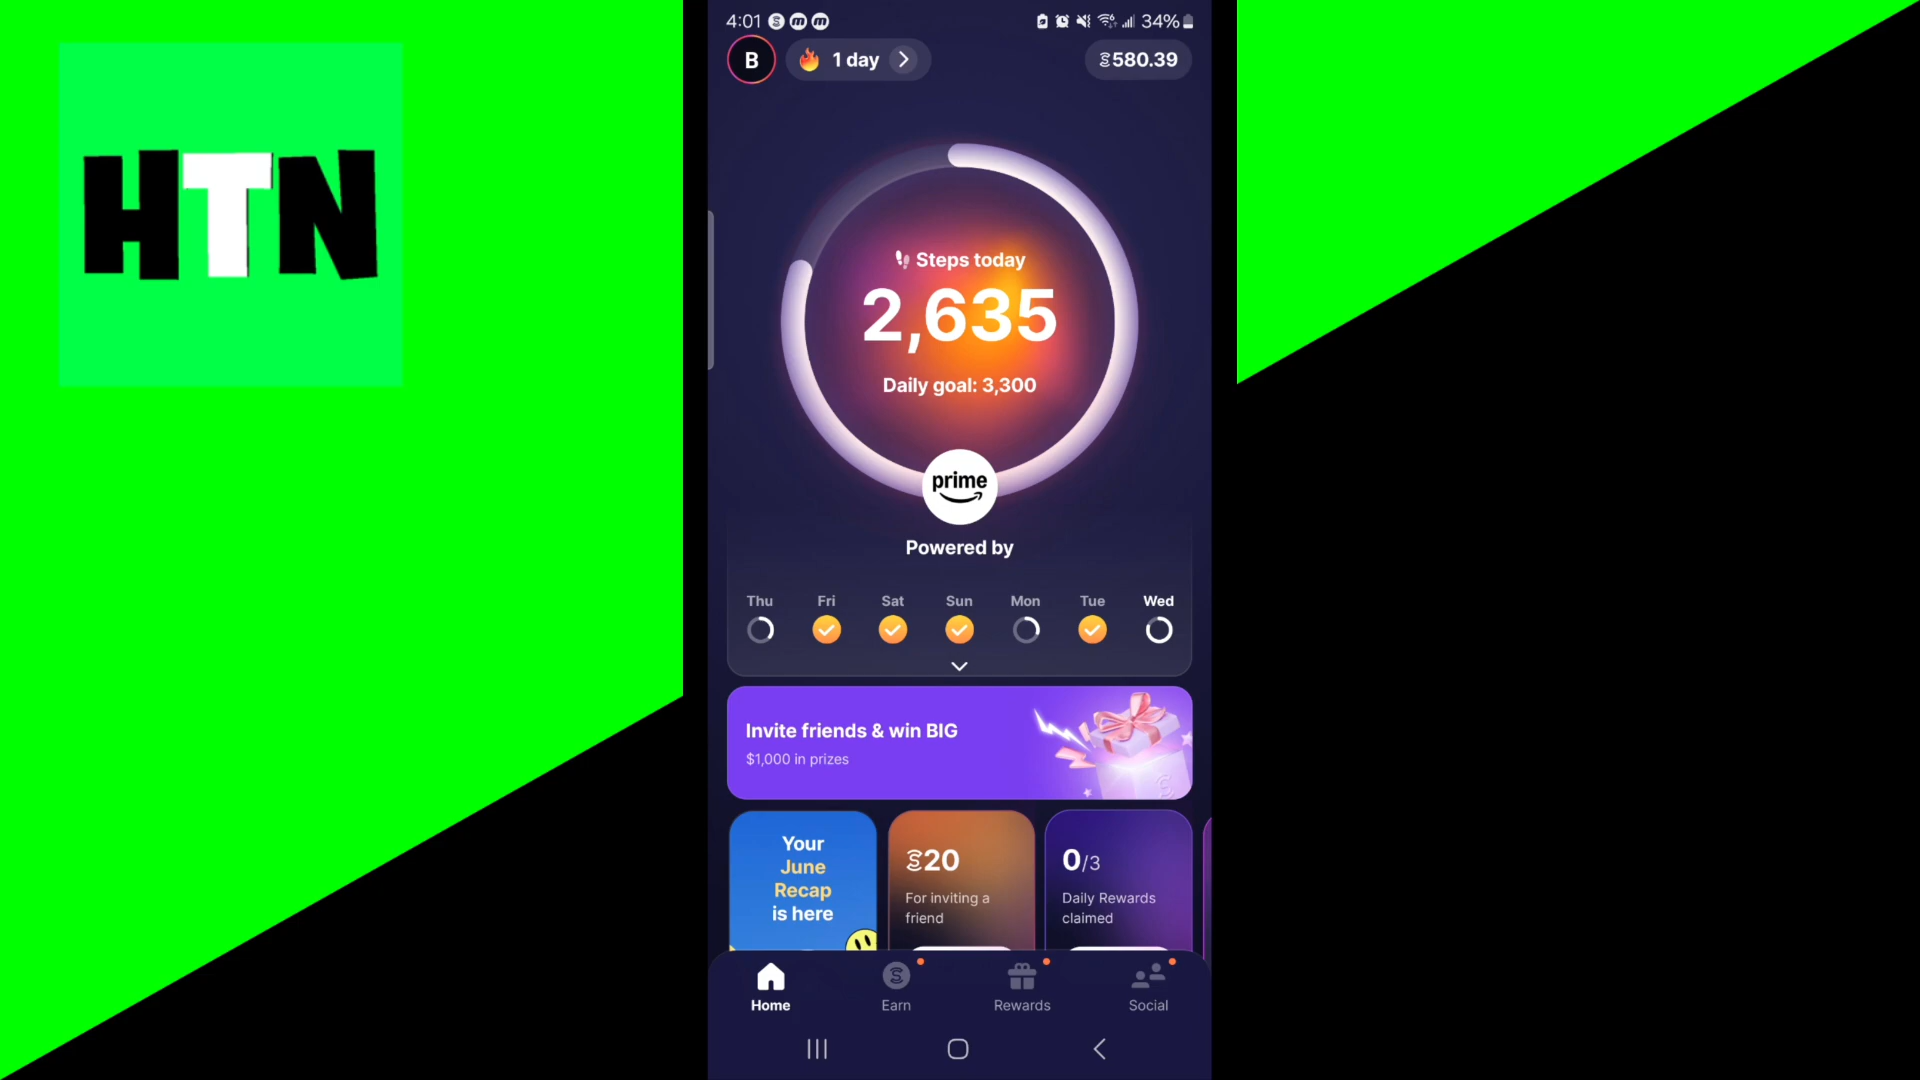 HTN
4:01
34%
B
1 day
580.39
Steps today
2,635
Daily goal: 3,300
prime
Powered by
Thu Fri Sat Sun Mon Tue Wed
Invite friends & win BIG
$1,000 in prizes
Your
June
Recap
is here
20
For inviting a
friend
0/3
Daily Rewards
claimed
Home Earn Rewards Social